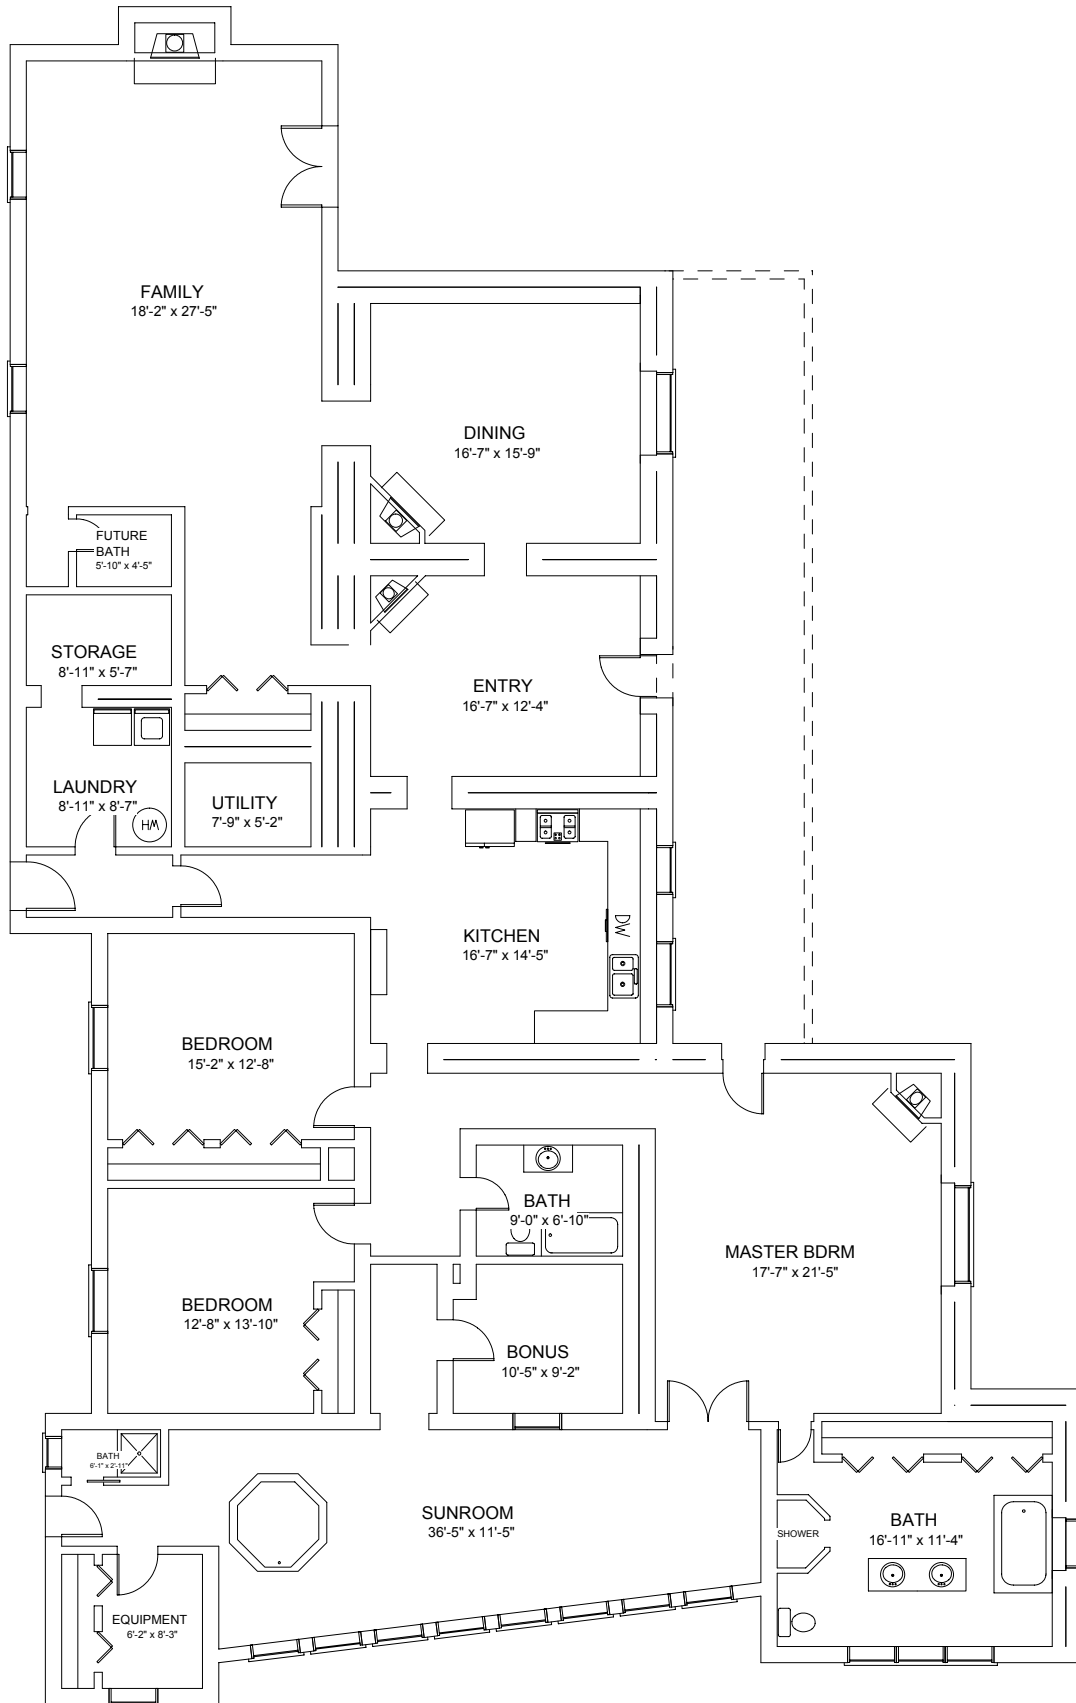 FAMILY
18'-2" x 27'-5"
DINING
16'-7" x 15'-9"
FUTURE
BATH
5'-10" x 4'-5"
STORAGE
8'-11" x 5'-7"
ENTRY
16'-7" x 12'-4"
LAUNDRY
8'-11" x 8'-7"
WH
UTILITY
7'-9" x 5'-2"
KITCHEN
16'-7" x 14'-5"
DW
BEDROOM
15'-2" x 12'-8"
BATH
9'-0" x 6'-10"
MASTER BDRM
17'-7" x 21'-5"
BEDROOM
12'-8" x 13'-10"
BONUS
10'-5" x 9'-2"
BATH
6'-1" x 2'-11"
SUNROOM
36'-5" x 11'-5"
SHOWER
BATH
16'-11" x 11'-4"
EQUIPMENT
6'-2" x 8'-3"